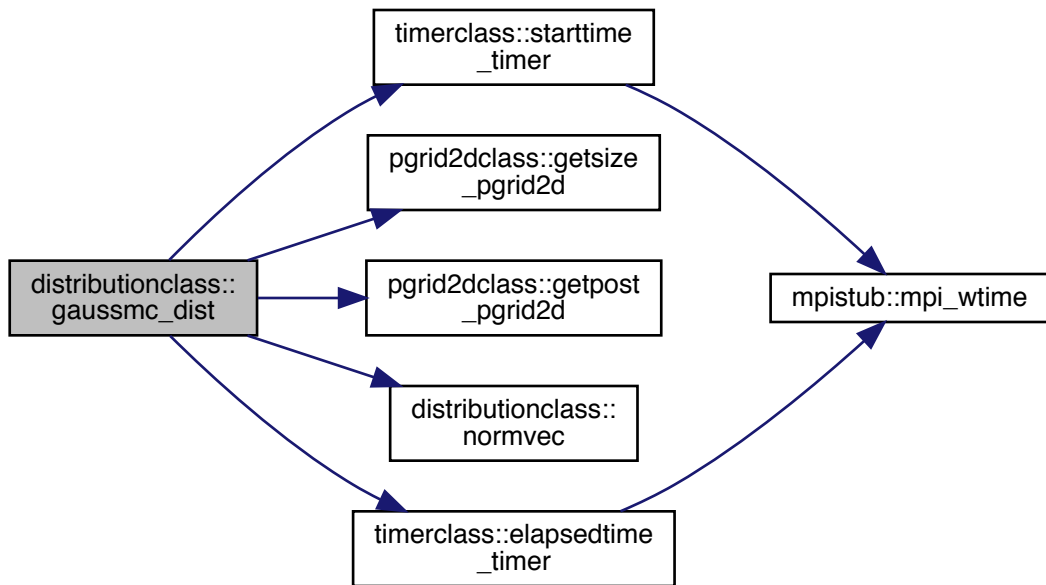 timerclass::starttime
_timer
pgrid2dclass::getsize
_pgrid2d
distributionclass::
gaussmc_dist
pgrid2dclass::getpost
_pgrid2d
mpistub::mpi_wtime
distributionclass::
normvec
timerclass::elapsedtime
_timer